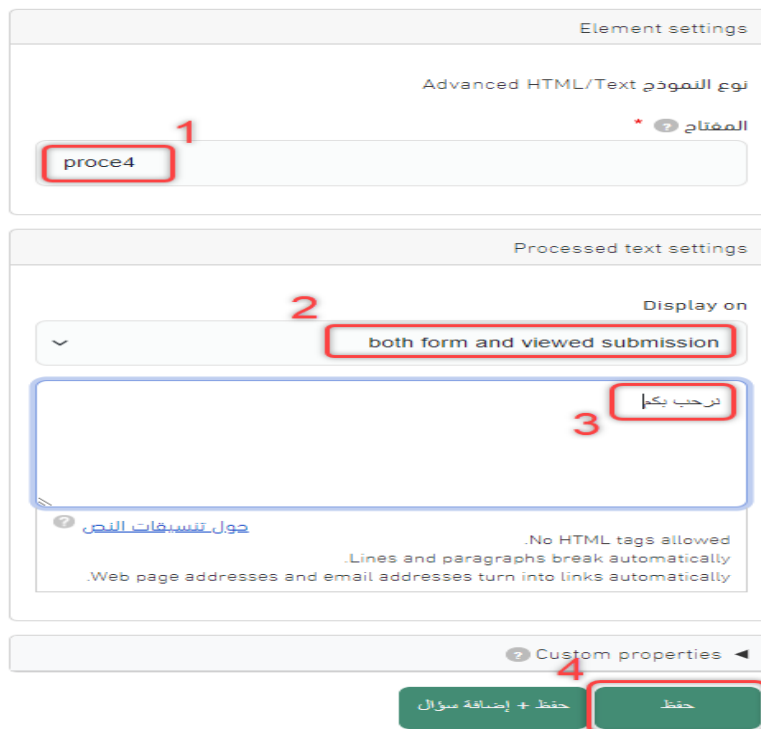 Element settings
نوع النموذج Advanced HTML/Text
المفتاح ? *
1
proce4
Processed text settings
Display on
2
both form and viewed submission
نرحب بكم
3
حول تنسيقات النص ?
No HTML tags allowed.
Lines and paragraphs break automatically.
Web page addresses and email addresses turn into links automatically.
Custom properties ?
4
حفظ
حفظ + إضافة سؤال